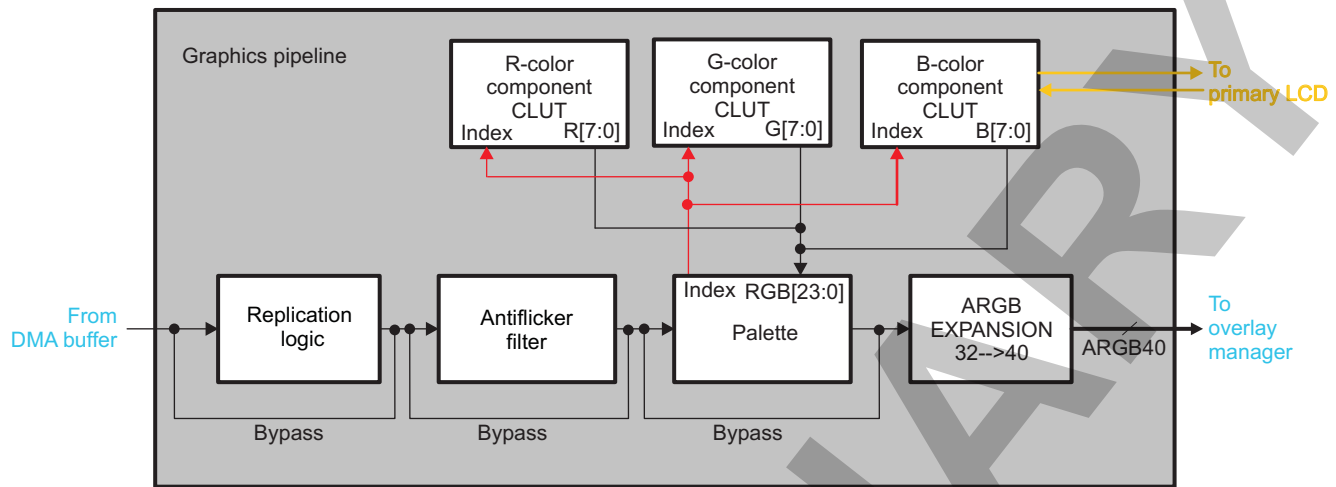 Graphics pipeline
R-color
component
CLUT
Index R[7:0]
G-color
component
CLUT
Index G[7:0]
B-color
component
CLUT
Index B[7:0]
To
primary LCD
From
DMA buffer
Replication
logic
Antiflicker
filter
Index RGB[23:0]
Palette
ARGB
EXPANSION
32-->40
ARGB40
To
overlay
manager
Bypass
Bypass
Bypass
ARY